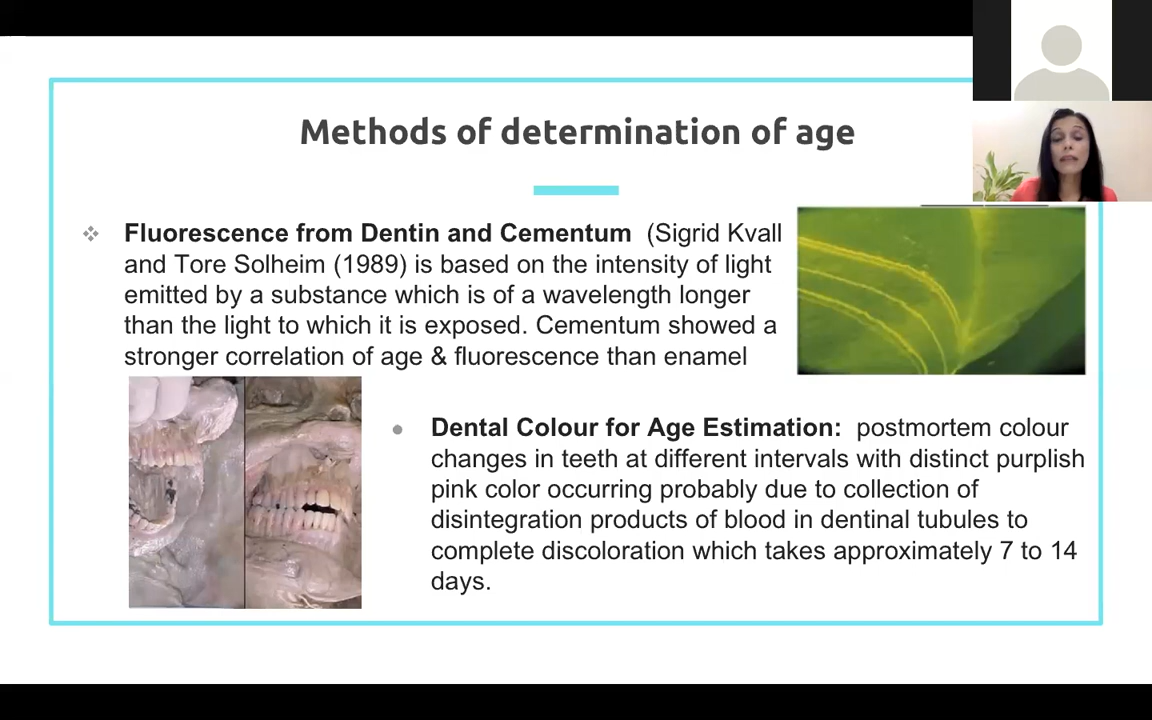 Methods of determination of age
❖ Fluorescence from Dentin and Cementum (Sigrid Kvall
and Tore Solheim (1989) is based on the intensity of light
emitted by a substance which is of a wavelength longer
than the light to which it is exposed. Cementum showed a
stronger correlation of age & fluorescence than enamel
● Dental Colour for Age Estimation: postmortem colour
changes in teeth at different intervals with distinct purplish
pink color occurring probably due to collection of
disintegration products of blood in dentinal tubules to
complete discoloration which takes approximately 7 to 14
days.